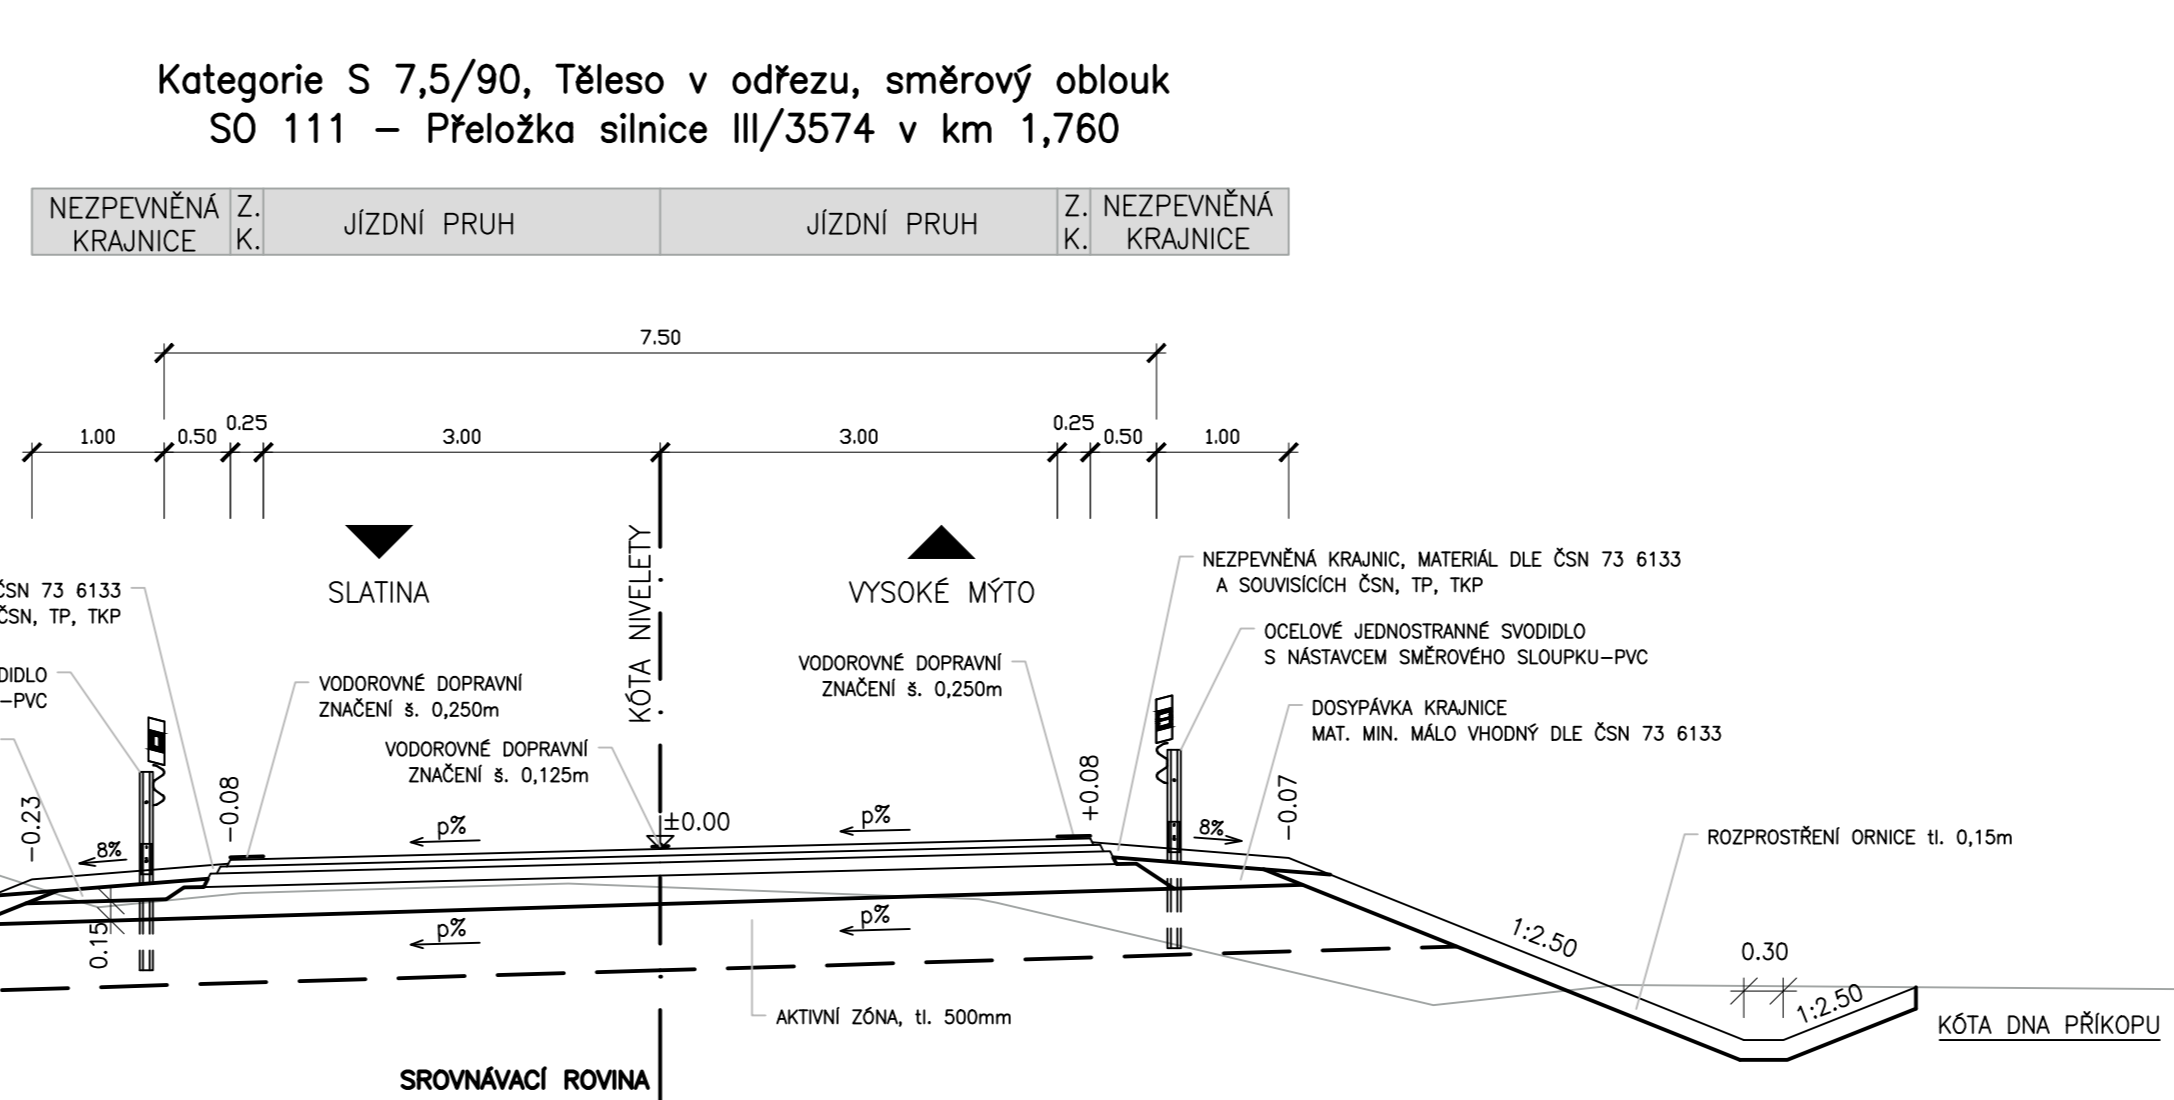 Kategorie S 7,5/90, Těleso v odřezu, směrový oblouk
SO 111 – Přeložka silnice III/3574 v km 1,760
NEZPEVNĚNÁ
KRAJNICE
Z.
K.
JÍZDNÍ PRUH
JÍZDNÍ PRUH
Z.
K.
NEZPEVNĚNÁ
KRAJNICE
7.50
1.00
0.50
0.25
3.00
3.00
0.25
0.50
1.00
KÓTA NIVELETY
SLATINA
VYSOKÉ MÝTO
ČSN 73 6133
ČSN, TP, TKP
DIDLO
–PVC
VODOROVNÉ DOPRAVNÍ
ZNAČENÍ š. 0,250m
VODOROVNÉ DOPRAVNÍ
ZNAČENÍ š. 0,125m
VODOROVNÉ DOPRAVNÍ
ZNAČENÍ š. 0,250m
NEZPEVNĚNÁ KRAJNIC, MATERIÁL DLE ČSN 73 6133
A SOUVISÍCÍCH ČSN, TP, TKP
OCELOVÉ JEDNOSTRANNÉ SVODIDLO
S NÁSTAVCEM SMĚROVÉHO SLOUPKU–PVC
DOSYPÁVKA KRAJNICE
MAT. MIN. MÁLO VHODNÝ DLE ČSN 73 6133
ROZPROSTŘENÍ ORNICE tl. 0,15m
–0.23
8%
–0.08
p%
±0.00
p%
+0.08
8%
–0.07
0.15
p%
p%
1:2.50
0.30
1:2.50
AKTIVNÍ ZÓNA, tl. 500mm
KÓTA DNA PŘÍKOPU
SROVNÁVACÍ ROVINA